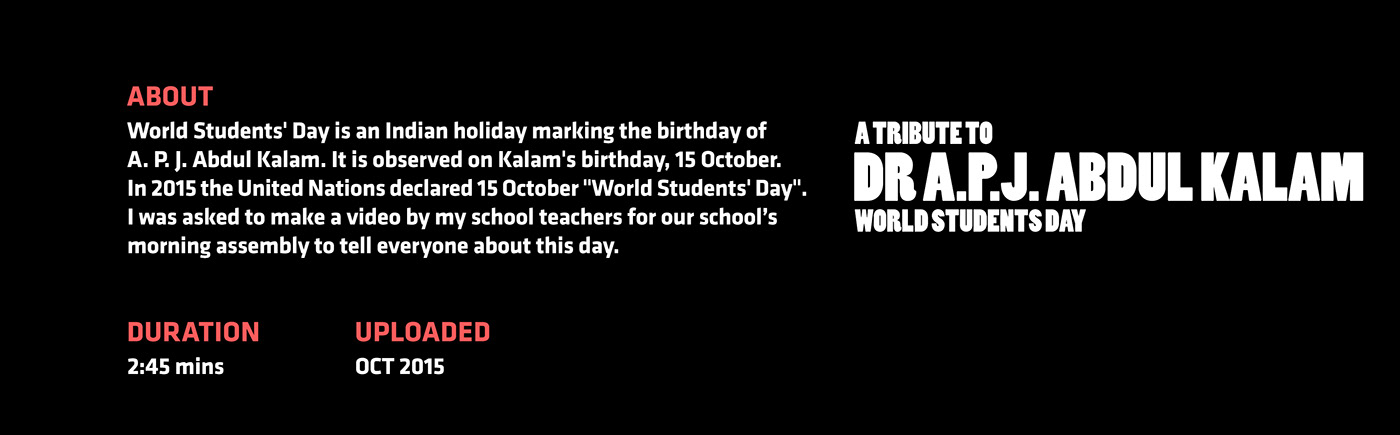 ABOUT
World Students' Day is an Indian holiday marking the birthday of
A. P. J. Abdul Kalam. It is observed on Kalam's birthday, 15 October.
In 2015 the United Nations declared 15 October "World Students' Day".
I was asked to make a video by my school teachers for our school’s
morning assembly to tell everyone about this day.
DURATION
2:45 mins
UPLOADED
OCT 2015
A TRIBUTE TO
DR A.P.J. ABDUL KALAM
WORLD STUDENTS DAY